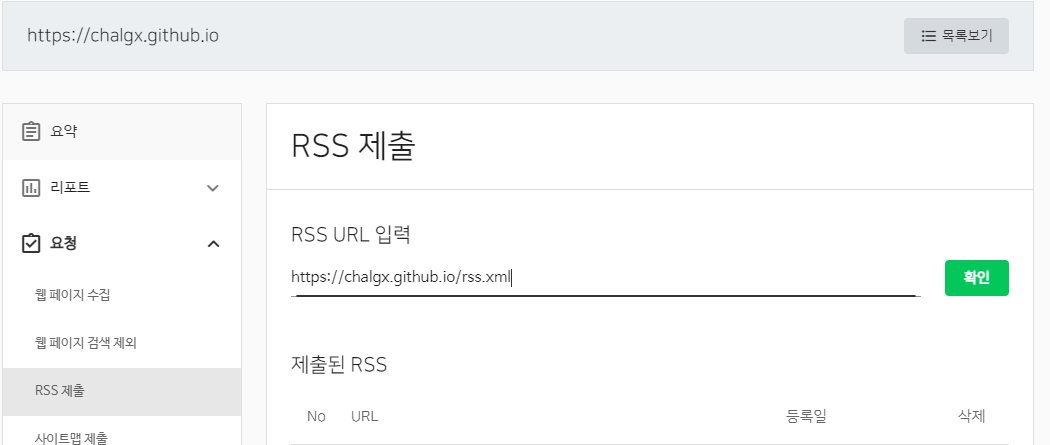 https://chalgx.github.io
목록보기
요약
리포트
요청
웹 페이지 수집
웹 페이지 검색 제외
RSS 제출
사이트맵 제출
RSS 제출
RSS URL 입력
https://chalgx.github.io/rss.xml
확인
제출된 RSS
No URL 등록일 삭제